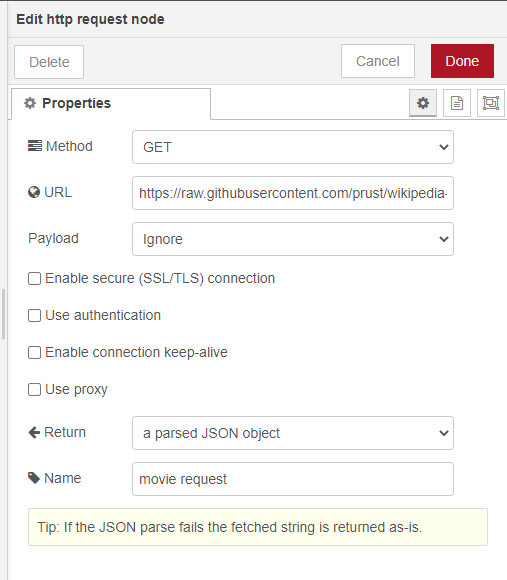 Edit http request node
Delete
Cancel
Done
Properties
Method
GET
URL
https://raw.githubusercontent.com/prust/wikipedia-
Payload
Ignore
Enable secure (SSL/TLS) connection
Use authentication
Enable connection keep-alive
Use proxy
Return
a parsed JSON object
Name
movie request
Tip: If the JSON parse fails the fetched string is returned as-is.